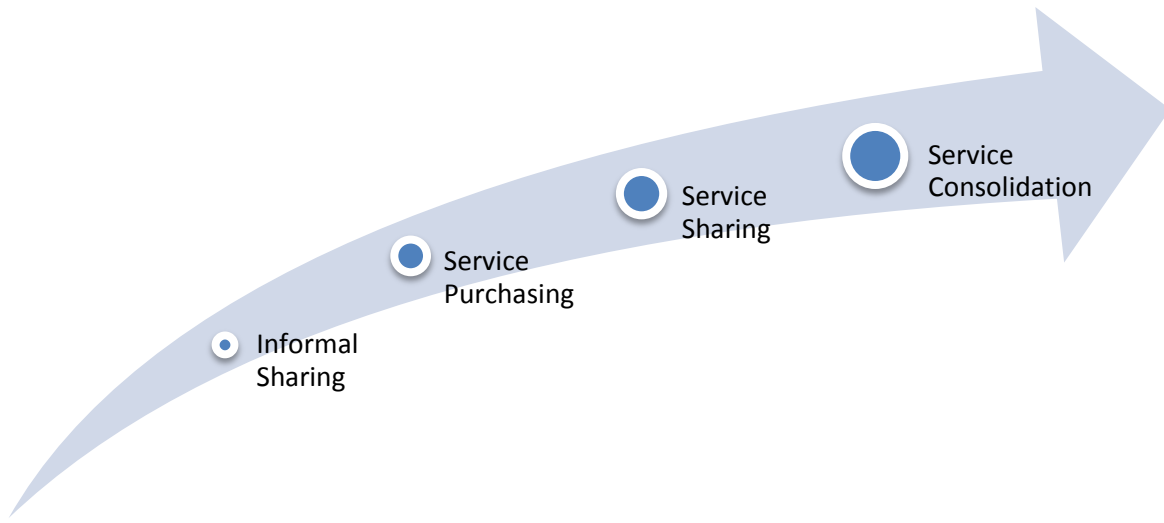 Informal
Sharing
Service
Purchasing
Service
Sharing
Service
Consolidation